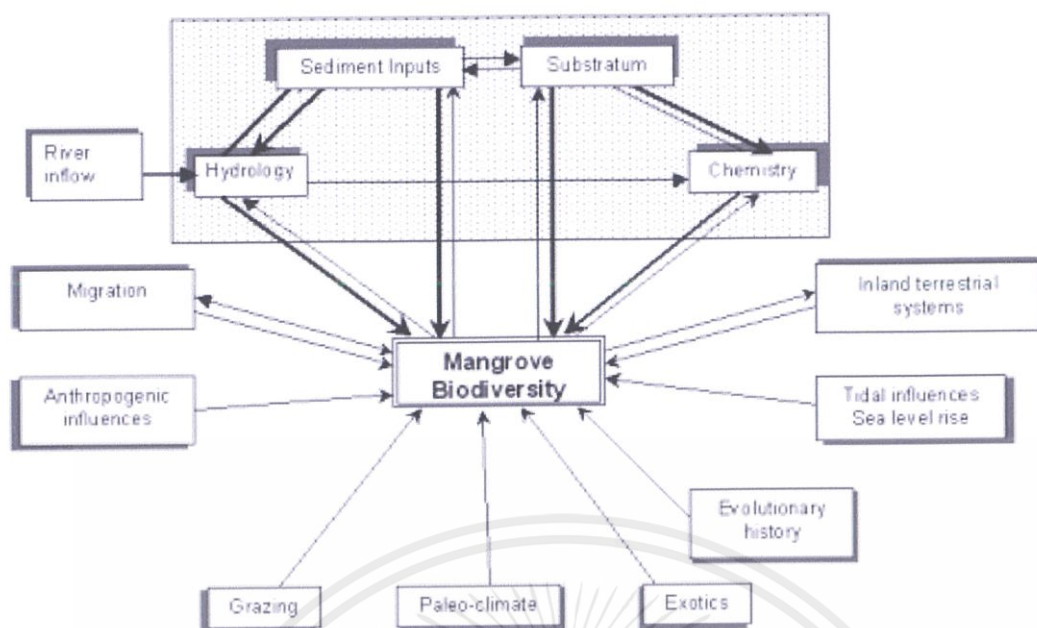 Sediment Inputs
Substratum
River
inflow
Hydrology
Chemistry
Migration
Inland terrestrial
systems
Mangrove
Biodiversity
Anthropogenic
influences
Tidal influences
Sea level rise
Evolutionary
history
Grazing
Paleo-climate
Exotics